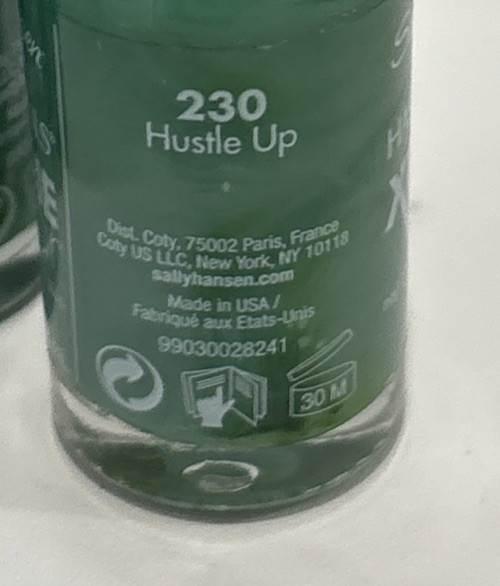 230
Hustle Up
Dist. Coty, 75002 Paris, France
Coty US LLC, New York, NY 10118
sallyhansen.com
Made in USA /
Fabriqué aux Etats-Unis
99030028241
30 M